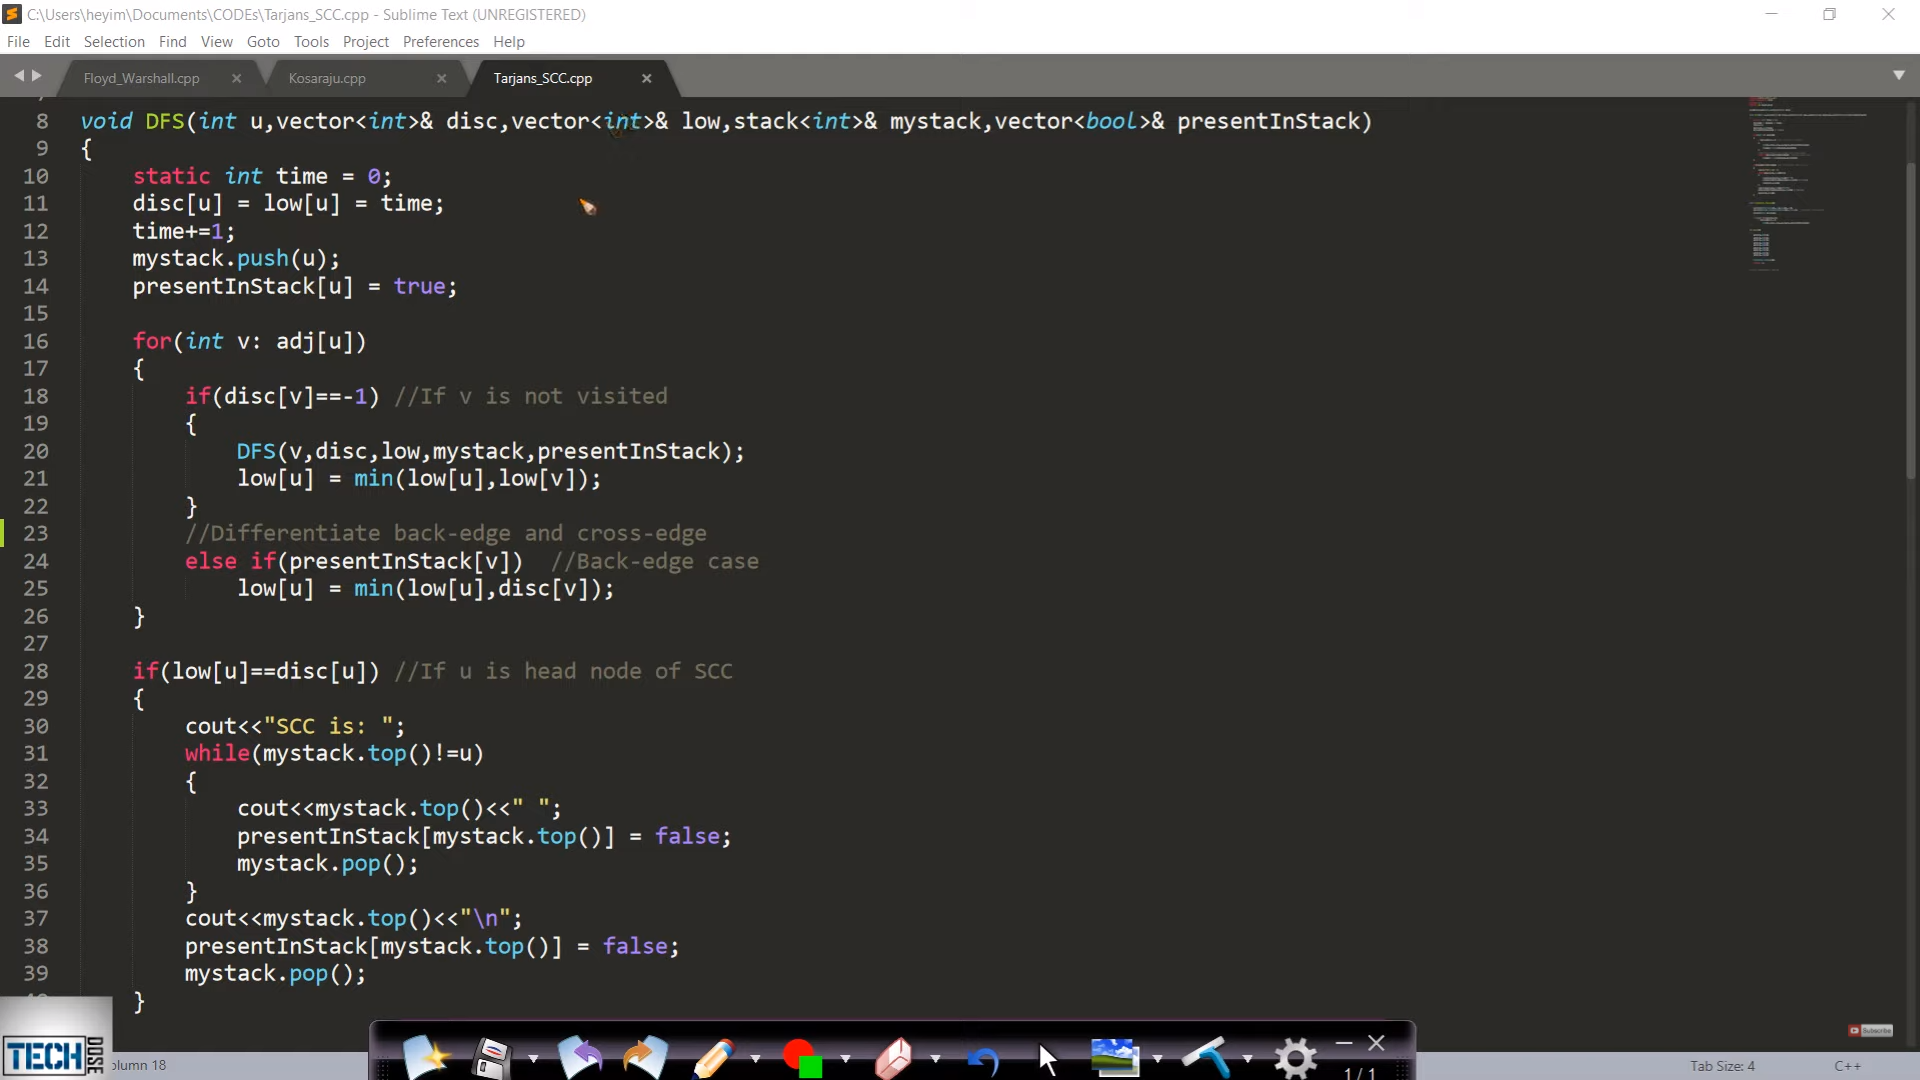 C:\Users\heyim\Documents\CODEs\Tarjans_SCC.cpp - Sublime Text (UNREGISTERED)
File Edit Selection Find View Goto Tools Project Preferences Help
Floyd_Warshall.cpp Kosaraju.cpp Tarjans_SCC.cpp
8 void DFS(int u,vector<int>& disc,vector<int>& low,stack<int>& mystack,vector<bool>& presentInStack)
9 {
10 static int time = 0;
11 disc[u] = low[u] = time;
12 time+=1;
13 mystack.push(u);
14 presentInStack[u] = true;
15
16 for(int v: adj[u])
17 {
18 if(disc[v]==-1) //If v is not visited
19 {
20 DFS(v,disc,low,mystack,presentInStack);
21 low[u] = min(low[u],low[v]);
22 }
23 //Differentiate back-edge and cross-edge
24 else if(presentInStack[v]) //Back-edge case
25 low[u] = min(low[u],disc[v]);
26 }
27
28 if(low[u]==disc[u]) //If u is head node of SCC
29 {
30 cout<<"SCC is: ";
31 while(mystack.top()!=u)
32 {
33 cout<<mystack.top()<<" ";
34 presentInStack[mystack.top()] = false;
35 mystack.pop();
36 }
37 cout<<mystack.top()<<"\n";
38 presentInStack[mystack.top()] = false;
39 mystack.pop();
}
Subscribe
TECH DOSE
olumn 18
1/1
Tab Size: 4 C++